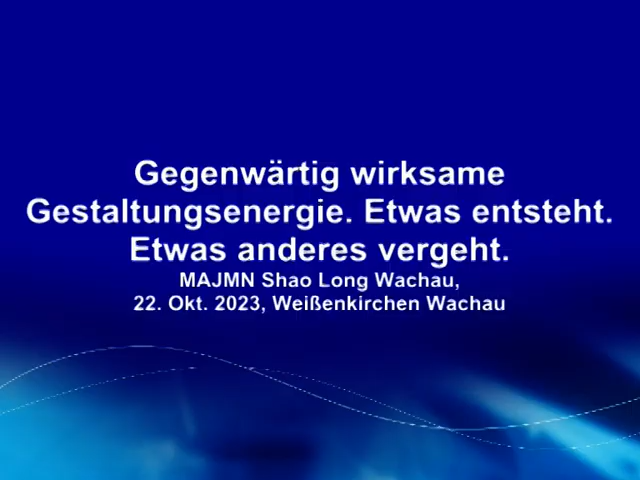 Gegenwärtig wirksame
Gestaltungsenergie. Etwas entsteht.
Etwas anderes vergeht.
MAJMN Shao Long Wachau,
22. Okt. 2023, Weißenkirchen Wachau